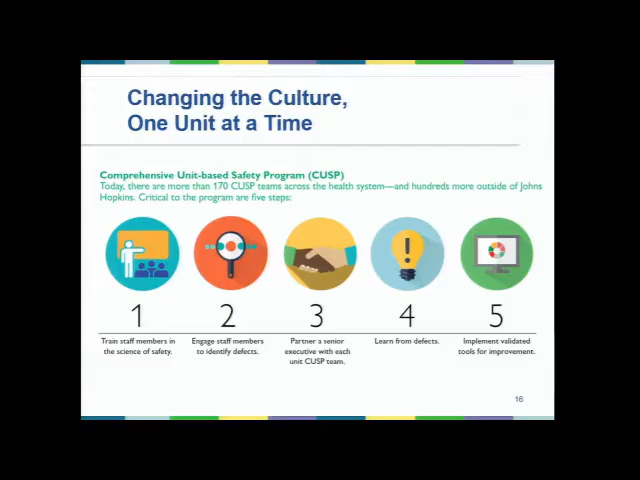 Changing the Culture,
One Unit at a Time
Comprehensive Unit-based Safety Program (CUSP)
Today, there are more than 170 CUSP teams across the health system—and hundreds more outside of Johns
Hopkins. Critical to the program are five steps:
1
Train staff members in
the science of safety.
2
Engage staff members
to identify defects.
3
Partner a senior
executive with each
unit CUSP team.
4
Learn from defects.
5
Implement validated
tools for improvement.
16